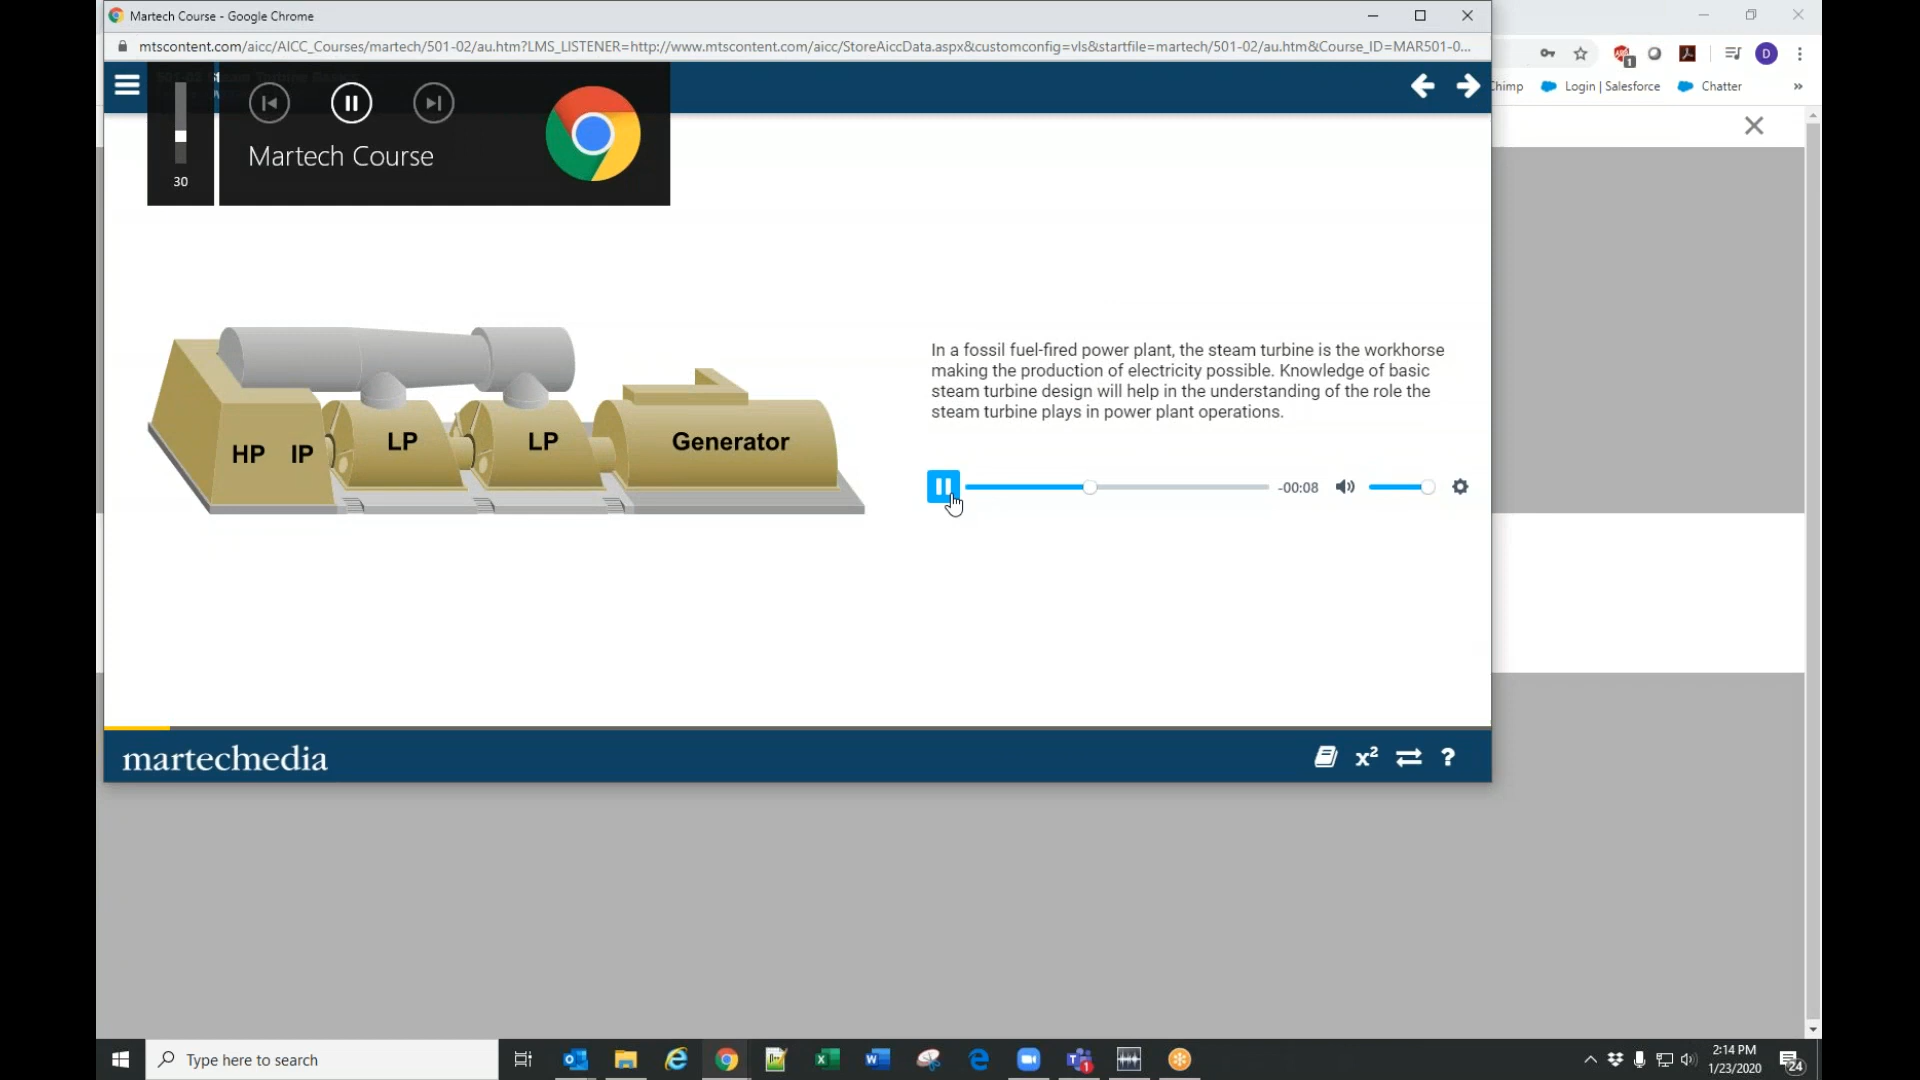 Martech Course - Google Chrome
mtscontent.com/aicc/AICC_Courses/martech/501-02/au.htm?LMS_LISTENER=http://www.mtscontent.com/aicc/StoreAiccData.aspx&customconfig=vls&startfile=martech/501-02/au.htm&Course_ID=MAR501-0...
Martech Course
30
1
D
Chimp
Login | Salesforce
Chatter
»
In a fossil fuel-fired power plant, the steam turbine is the workhorse
making the production of electricity possible. Knowledge of basic
steam turbine design will help in the understanding of the role the
steam turbine plays in power plant operations.
HP IP LP LP Generator
-00:08
martechmedia
x²
?
Type here to search
1
2:14 PM
1/23/2020
24